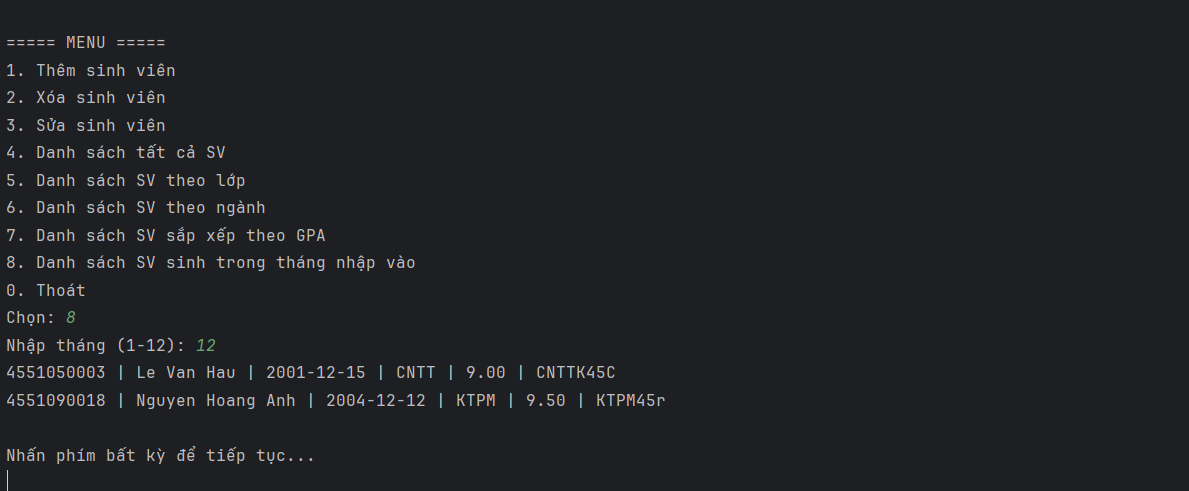 ===== MENU =====
1. Thêm sinh viên
2. Xóa sinh viên
3. Sửa sinh viên
4. Danh sách tất cả SV
5. Danh sách SV theo lớp
6. Danh sách SV theo ngành
7. Danh sách SV sắp xếp theo GPA
8. Danh sách SV sinh trong tháng nhập vào
0. Thoát
Chọn: 8
Nhập tháng (1-12): 12
4551050003 | Le Van Hau | 2001-12-15 | CNTT | 9.00 | CNTTK45C
4551090018 | Nguyen Hoang Anh | 2004-12-12 | KTPM | 9.50 | KTPM45r
Nhấn phím bất kỳ để tiếp tục...